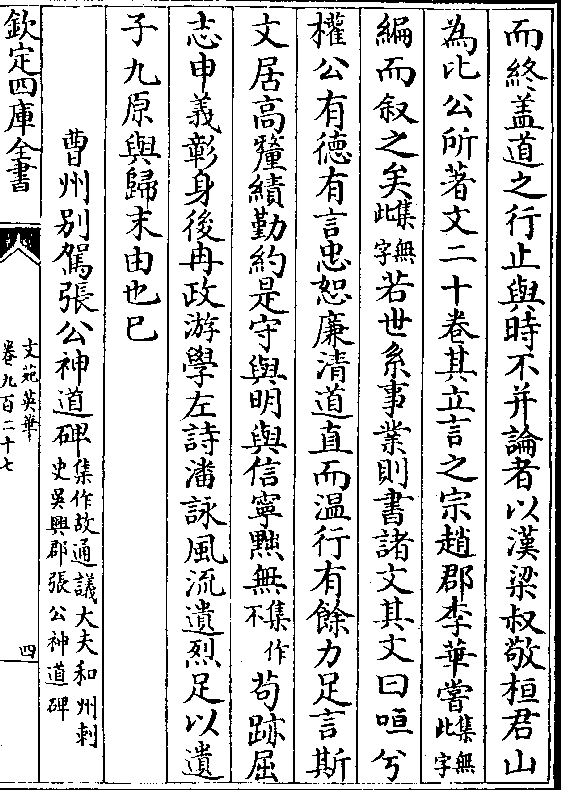 而終盖道之行止與時不并論者以漢梁叔敬桓君山
為比公所著文二十卷其立言之宗趙郡李華嘗集無此字
編而叙之矣集無此字若世系事業則書諸文其文曰咺兮
權公有德有言忠恕廉清道直而温行有餘力足言斯
文居高釐績勤約是守與明與信寧黜無集作不苟跡屈
志申義彰身後冉政游學左詩潘詠風流遺烈足以遺
子九原與歸末由也已
曹州别駕張公神道碑集作故通議大夫和州刺史吳興郡張公神道碑
欽定四庫全書
文苑英華
卷九百二十七
四